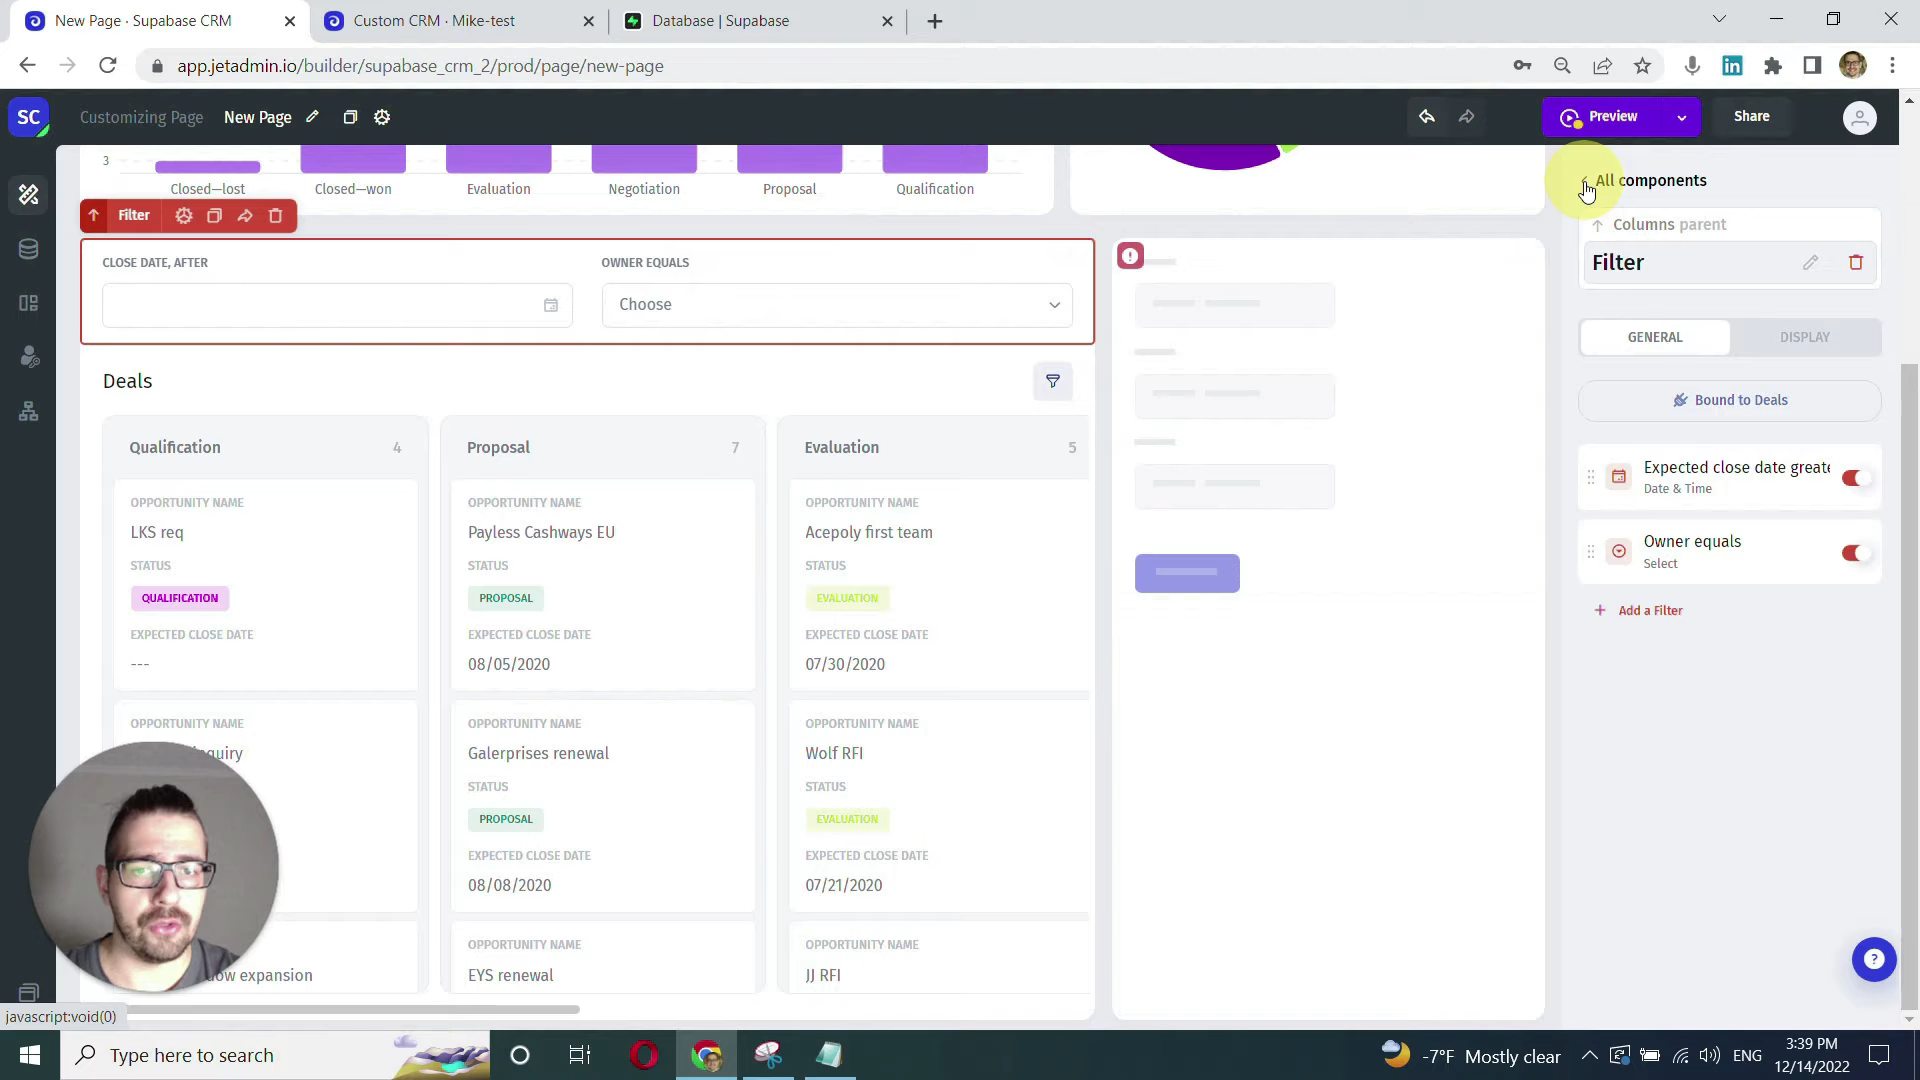 New Page · Supabase CRM
Custom CRM · Mike-test
Database | Supabase
app.jetadmin.io/builder/supabase_crm_2/prod/page/new-page
SC
Customizing Page
New Page
Preview
Share
3
Closed—lost
Closed—won
Evaluation
Negotiation
Proposal
Qualification
Filter
CLOSE DATE, AFTER
OWNER EQUALS
Choose
Deals
Qualification 4
Proposal 7
Evaluation 5
OPPORTUNITY NAME
LKS req
STATUS
QUALIFICATION
EXPECTED CLOSE DATE
---
OPPORTUNITY NAME
quiry
ow expansion
OPPORTUNITY NAME
Payless Cashways EU
STATUS
PROPOSAL
EXPECTED CLOSE DATE
08/05/2020
OPPORTUNITY NAME
Galerprises renewal
STATUS
PROPOSAL
EXPECTED CLOSE DATE
08/08/2020
OPPORTUNITY NAME
EYS renewal
OPPORTUNITY NAME
Acepoly first team
STATUS
EVALUATION
EXPECTED CLOSE DATE
07/30/2020
OPPORTUNITY NAME
Wolf RFI
STATUS
EVALUATION
EXPECTED CLOSE DATE
07/21/2020
OPPORTUNITY NAME
JJ RFI
All components
Columns parent
Filter
GENERAL
DISPLAY
Bound to Deals
Expected close date greate
Date & Time
Owner equals
Select
+ Add a Filter
?
javascript:void(0)
Type here to search
-7°F Mostly clear
ENG
3:39 PM
12/14/2022